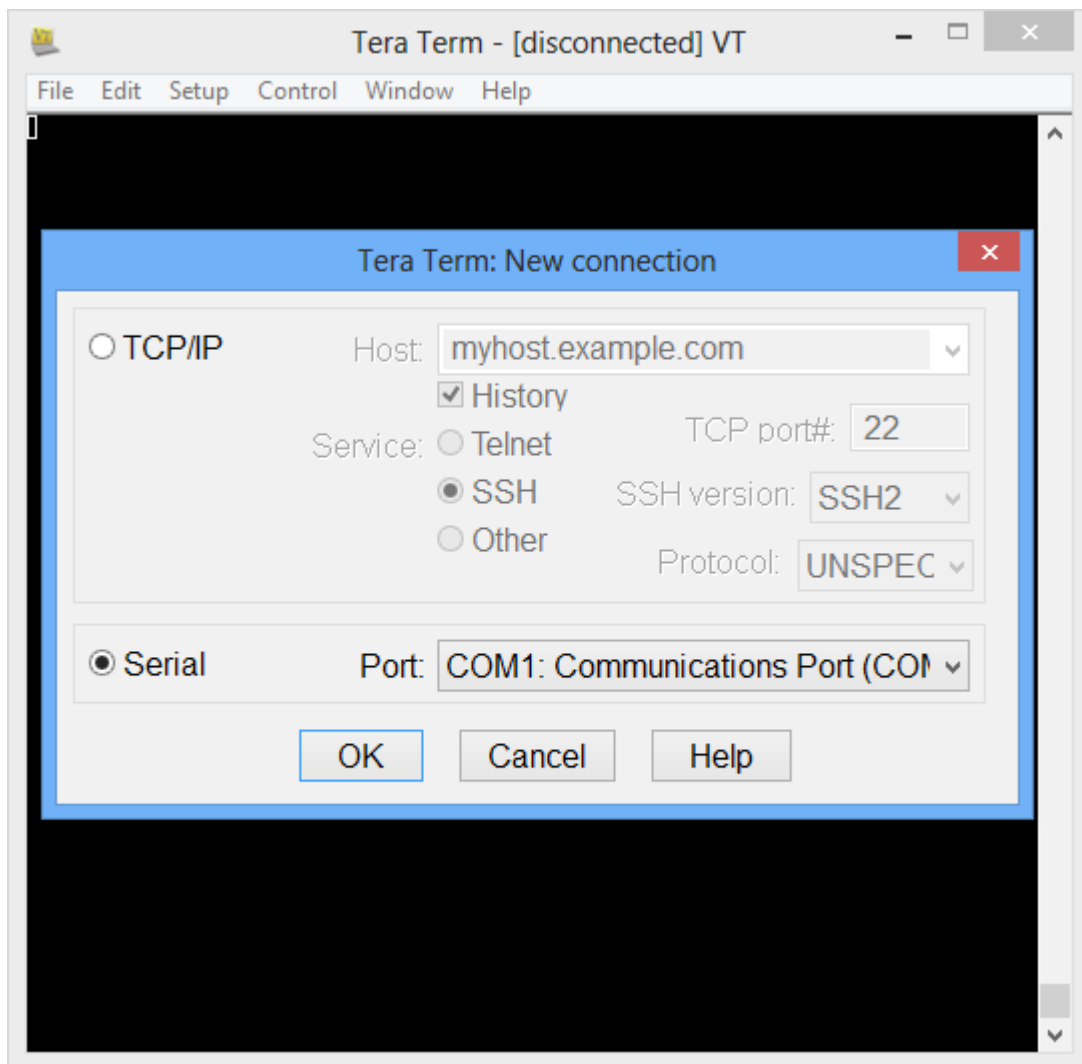 Tera Term - [disconnected] VT
File Edit Setup Control Window Help
Tera Term: New connection
TCP/IP Host: myhost.example.com
History
Service: Telnet TCP port#: 22
SSH SSH version: SSH2
Other Protocol: UNSPEC
Serial Port: COM1: Communications Port (COM
OK Cancel Help